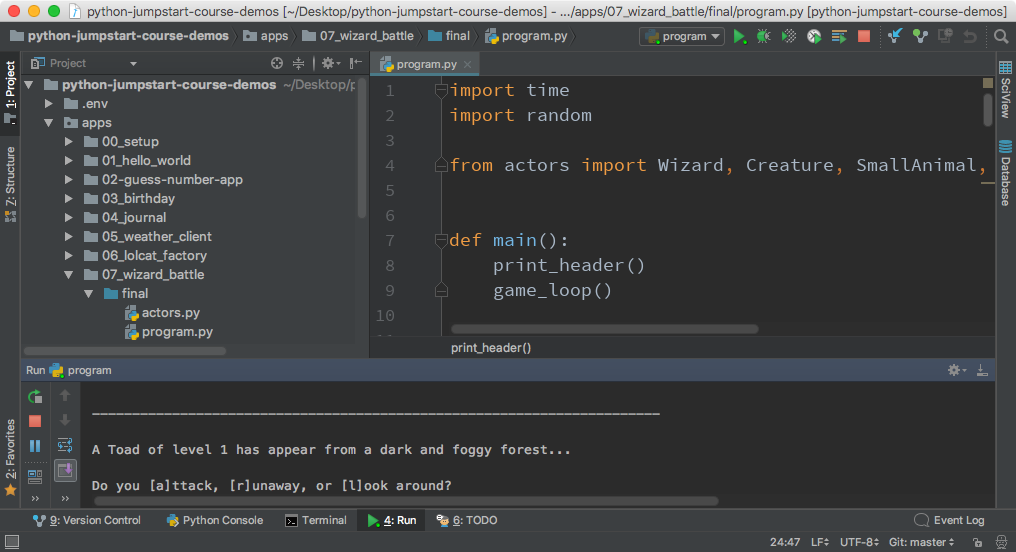 python-jumpstart-course-demos [~/Desktop/python-jumpstart-course-demos] - .../apps/07_wizard_battle/final/program.py [python-jumpstart-course-demos]
python-jumpstart-course-demos apps 07_wizard_battle final program.py program
1: Project
Project
program.py
python-jumpstart-course-demos ~/Desktop/p
.env
apps
00_setup
01_hello_world
02-guess-number-app
03_birthday
04_journal
05_weather_client
06_lolcat_factory
07_wizard_battle
final
actors.py
program.py
Z: Structure
2: Favorites
1 import time
2 import random
3
4 from actors import Wizard, Creature, SmallAnimal,
5
6
7 def main():
8 print_header()
9 game_loop()
10
print_header()
SciView
Database
Run program
A Toad of level 1 has appear from a dark and foggy forest...
Do you [a]ttack, [r]unaway, or [l]ook around?
9: Version Control Python Console Terminal 4: Run 6: TODO Event Log
24:47 LF UTF-8 Git: master